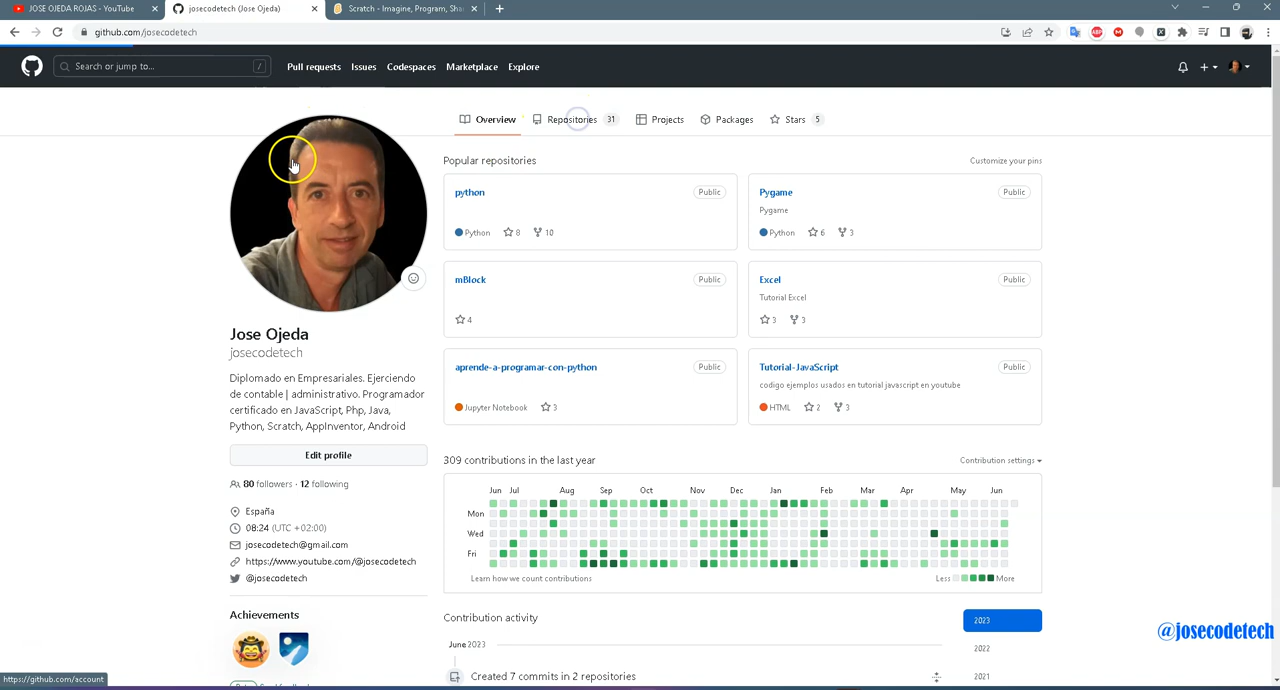 JOSE OJEDA ROJAS - YouTube
josecodetech (Jose Ojeda)
Scratch - Imagine, Program, Sha
github.com/josecodetech
Search or jump to...
/
Pull requests
Issues
Codespaces
Marketplace
Explore
Overview
Repositories 31
Projects
Packages
Stars 5
Popular repositories
Customize your pins
python
Public
Python 8 10
Pygame
Public
Pygame
Python 6 3
mBlock
Public
4
Excel
Public
Tutorial Excel
3 3
aprende-a-programar-con-python
Public
Jupyter Notebook 3
Tutorial-JavaScript
Public
codigo ejemplos usados en tutorial javascript en youtube
HTML 2 3
Jose Ojeda
josecodetech
Diplomado en Empresariales. Ejerciendo
de contable | administrativo. Programador
certificado en JavaScript, Php, Java,
Python, Scratch, AppInventor, Android
Edit profile
80 followers · 12 following
España
08:24 (UTC +02:00)
josecodetech@gmail.com
https://www.youtube.com/@josecodetech
@josecodetech
Achievements
309 contributions in the last year
Contribution settings
Jun Jul Aug Sep Oct Nov Dec Jan Feb Mar Apr May Jun
Mon
Wed
Fri
Learn how we count contributions
Less More
Contribution activity
2023
2022
2021
June 2023
Created 7 commits in 2 repositories
@josecodetech
https://github.com/account